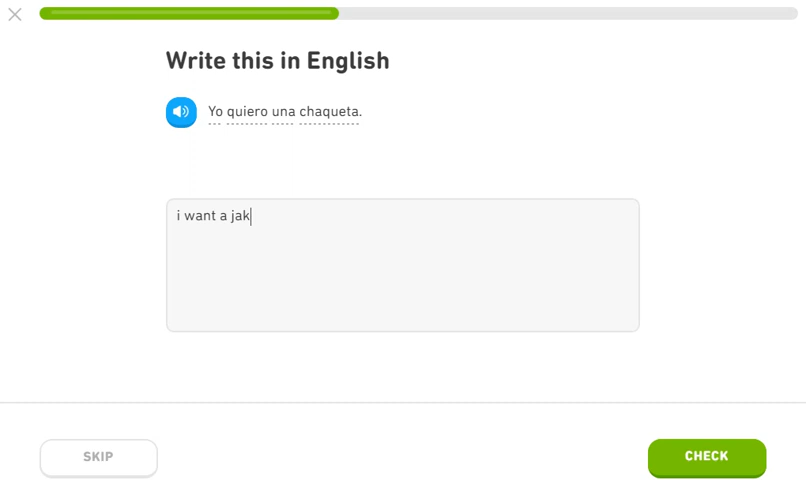 Write this in English
Yo quiero una chaqueta.
i want a jak
SKIP
CHECK